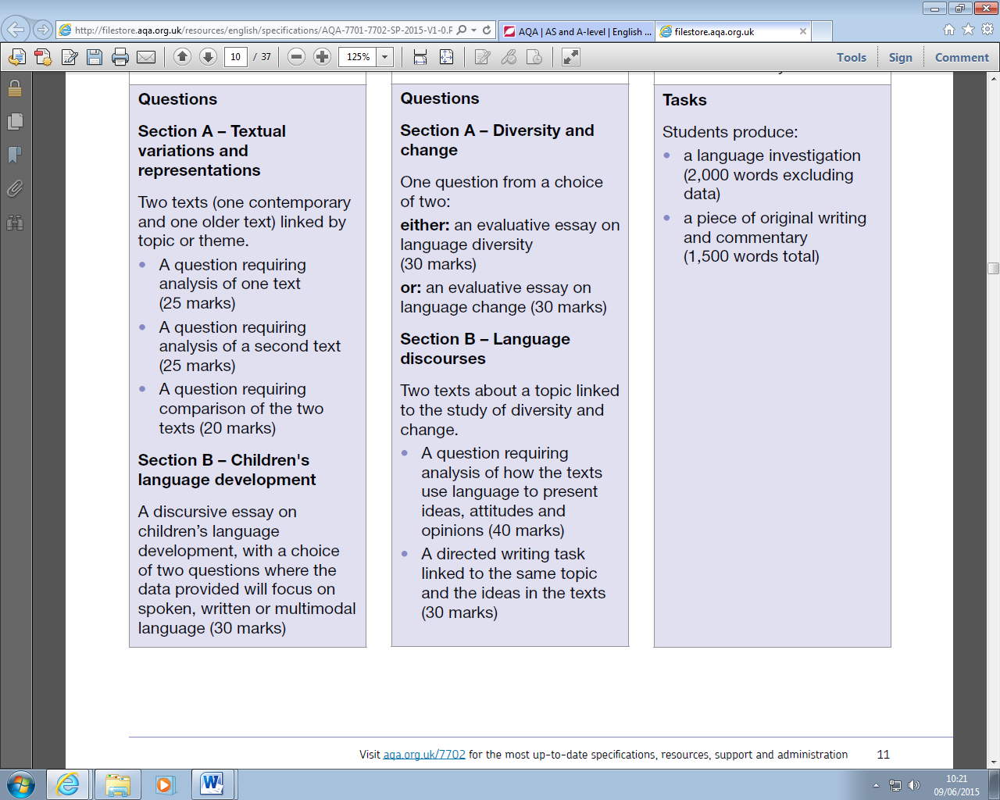 http://filestore.aqa.org.uk/resources/english/specifications/AQA-7701-7702-SP-2015-V1-0.P
AQA | AS and A-level | English ...
filestore.aqa.org.uk
10 / 37
125%
Tools
Sign
Comment
Questions
Section A – Textual
variations and
representations
Two texts (one contemporary
and one older text) linked by
topic or theme.
• A question requiring
analysis of one text
(25 marks)
• A question requiring
analysis of a second text
(25 marks)
• A question requiring
comparison of the two
texts (20 marks)
Section B – Children's
language development
A discursive essay on
children’s language
development, with a choice
of two questions where the
data provided will focus on
spoken, written or multimodal
language (30 marks)
Questions
Section A – Diversity and
change
One question from a choice
of two:
either: an evaluative essay on
language diversity
(30 marks)
or: an evaluative essay on
language change (30 marks)
Section B – Language
discourses
Two texts about a topic linked
to the study of diversity and
change.
• A question requiring
analysis of how the texts
use language to present
ideas, attitudes and
opinions (40 marks)
• A directed writing task
linked to the same topic
and the ideas in the texts
(30 marks)
Tasks
Students produce:
• a language investigation
(2,000 words excluding
data)
• a piece of original writing
and commentary
(1,500 words total)
Visit aqa.org.uk/7702 for the most up-to-date specifications, resources, support and administration 11
10:21
09/06/2015